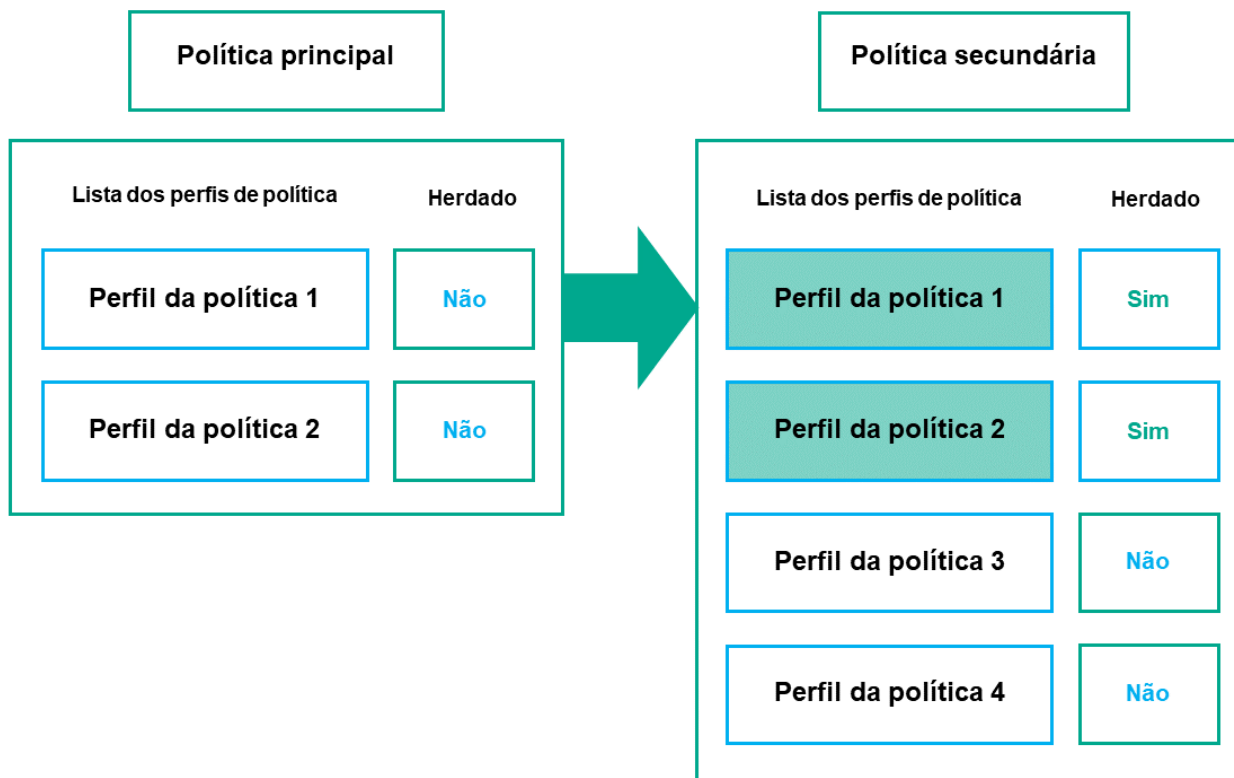 Política principal
Lista dos perfis de política
Herdado
Perfil da política 1
Não
Perfil da política 2
Não
Política secundária
Lista dos perfis de política
Herdado
Perfil da política 1
Sim
Perfil da política 2
Sim
Perfil da política 3
Não
Perfil da política 4
Não